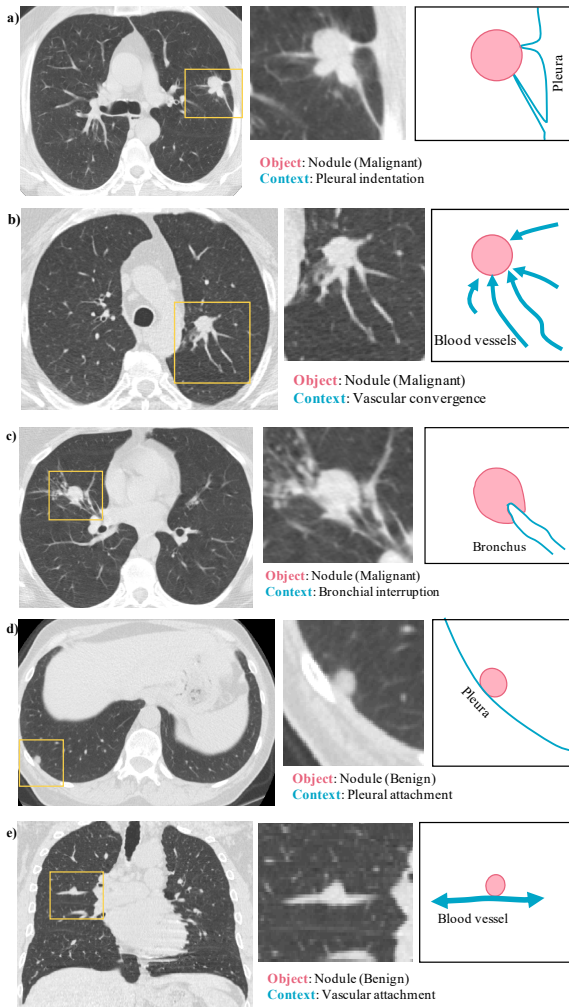 a)
Pleura
Object: Nodule (Malignant)
Context: Pleural indentation
b)
Blood vessels
Object: Nodule (Malignant)
Context: Vascular convergence
c)
Bronchus
Object: Nodule (Malignant)
Context: Bronchial interruption
d)
Pleura
Object: Nodule (Benign)
Context: Pleural attachment
e)
Blood vessel
Object: Nodule (Benign)
Context: Vascular attachment